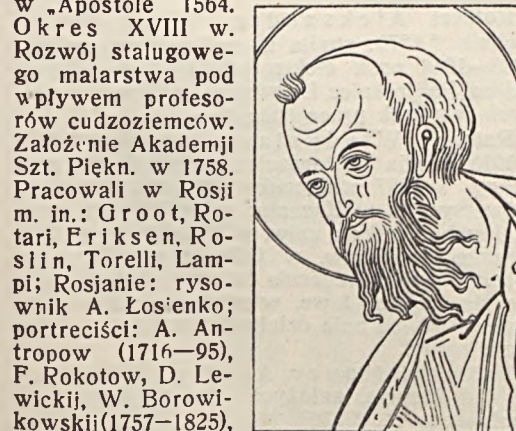 w „Apostole” 1564.
Okres XVIII w.
Rozwój stalugowe-
go malarstwa pod
wpływem profeso-
rów cudzoziemców.
Założenie Akademji
Szt. Piękn. w 1758.
Pracowali w Rosji
m. in.: Groot, Ro-
tari, Eriksen, Ro-
slin, Torelli, Lam-
pi; Rosjanie: ryso-
wnik A. Łosienko;
portreciści: A. An-
tropow (1716—95),
F. Rokotow, D. Le-
wickij, W. Borowi-
kowskij(1757—1825),